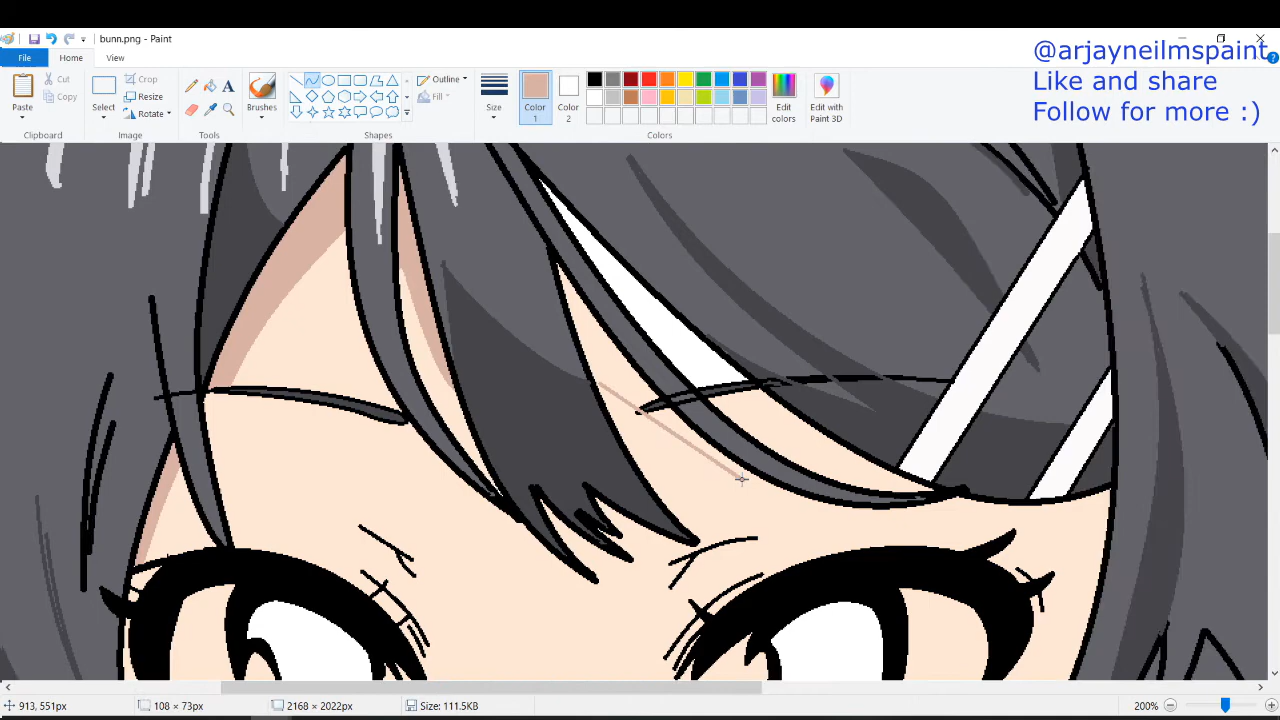 bunn.png - Paint
@arjayneilmspaint
Like and share
Follow for more :)
File
Home
View
Paste
Cut
Copy
Clipboard
Select
Crop
Resize
Rotate
Image
Tools
Brushes
Shapes
Outline
Fill
Size
Color
1
Color
2
Edit
colors
Edit with
Paint 3D
Colors
913, 551px
108 × 73px
2168 × 2022px
Size: 111.5KB
200%